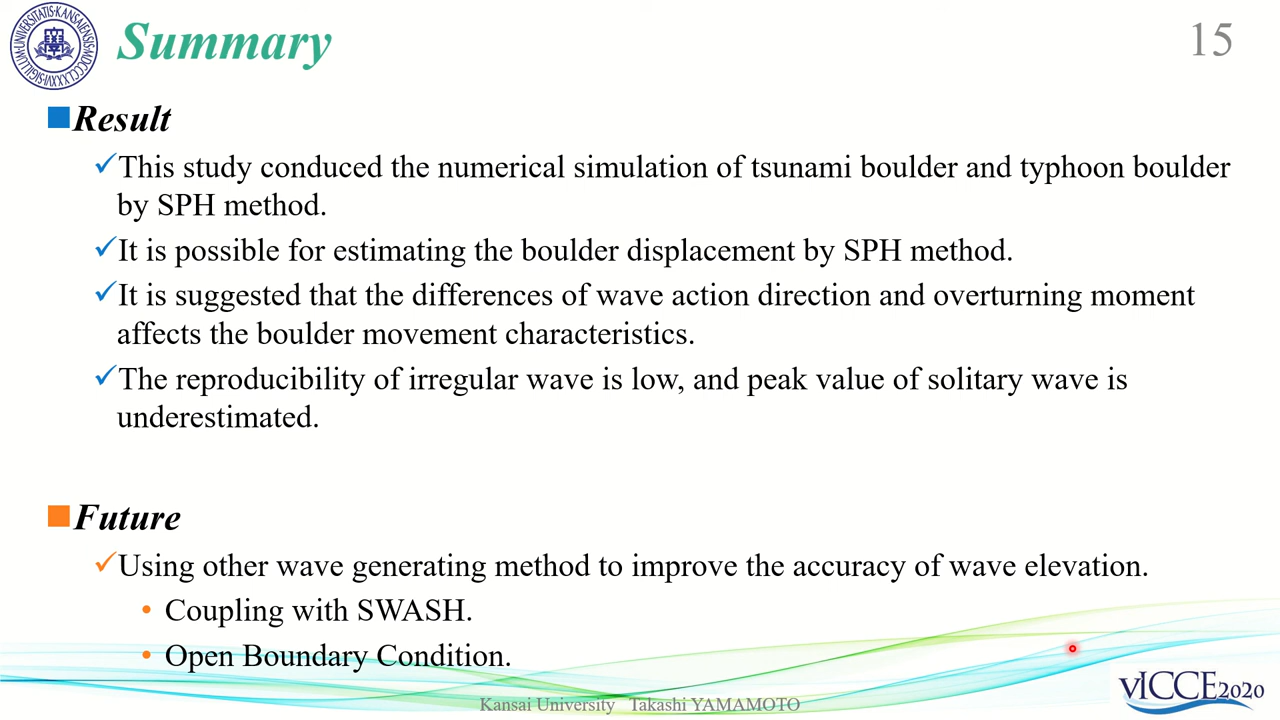 Summary
15
Result
This study conduced the numerical simulation of tsunami boulder and typhoon boulder
by SPH method.
It is possible for estimating the boulder displacement by SPH method.
It is suggested that the differences of wave action direction and overturning moment
affects the boulder movement characteristics.
The reproducibility of irregular wave is low, and peak value of solitary wave is
underestimated.
Future
Using other wave generating method to improve the accuracy of wave elevation.
Coupling with SWASH.
Open Boundary Condition.
Kansai University Takashi YAMAMOTO
vICCE2020